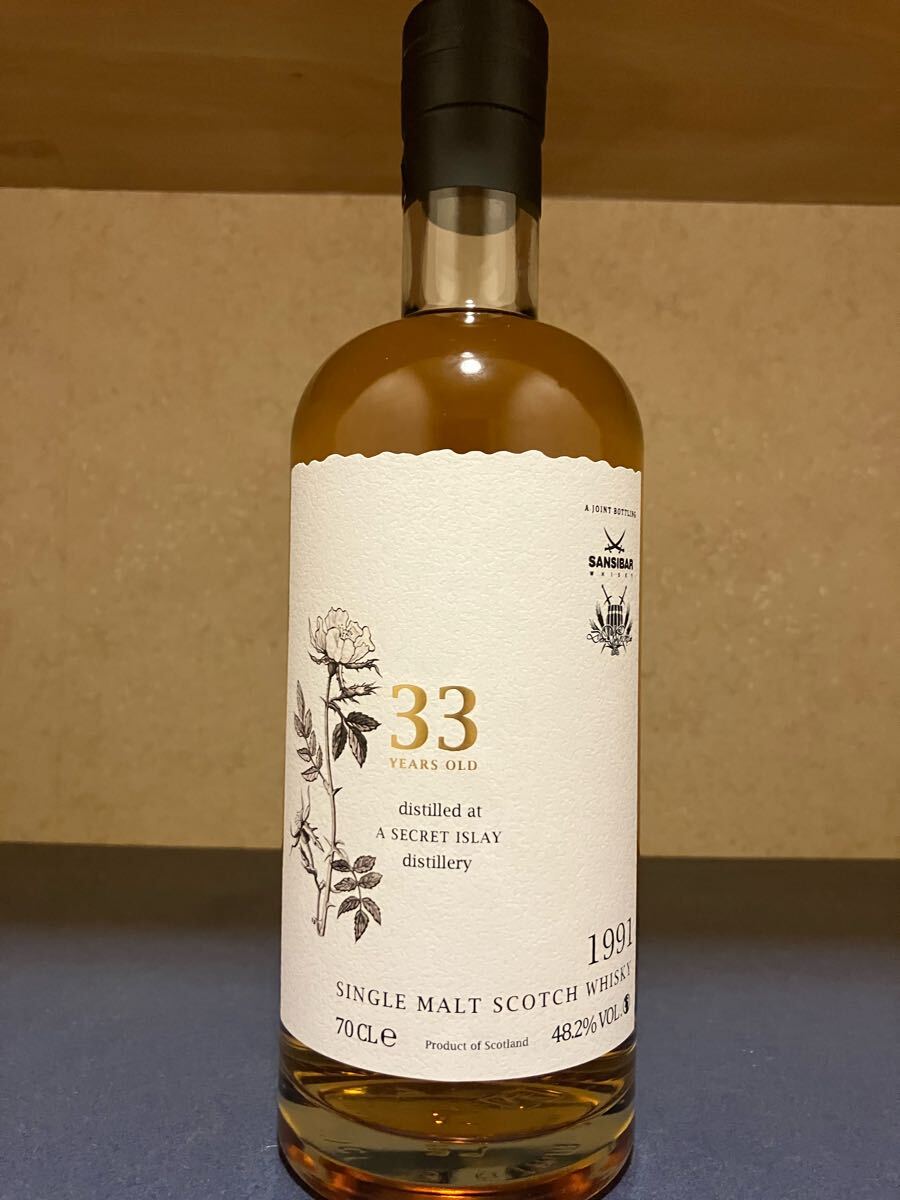 A JOINT BOTTLING
SANSIBAR
WHISKY
33
YEARS OLD
distilled at
A SECRET ISLAY
distillery
1991
SINGLE MALT SCOTCH WHISKY
70 CL e
Product of Scotland
48.2% VOL.